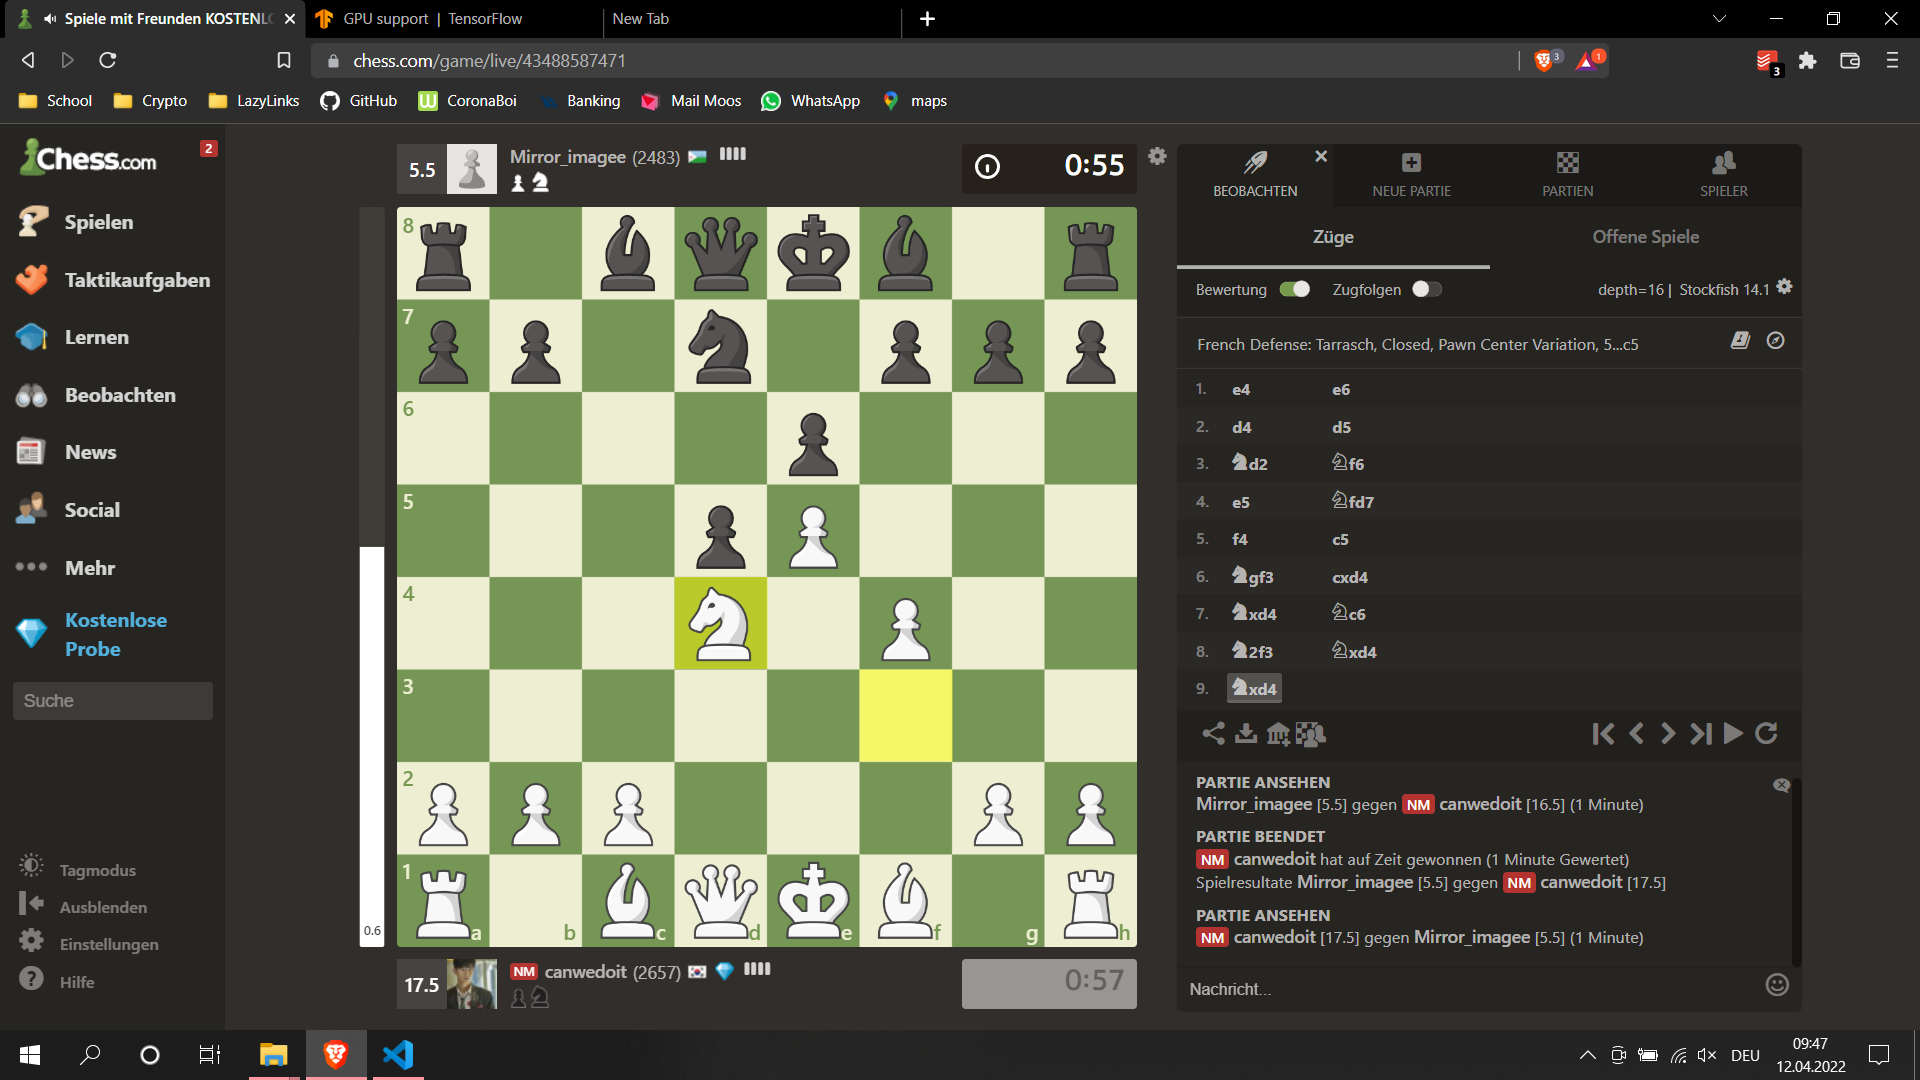 Spiele mit Freunden KOSTENLO
GPU support | TensorFlow
New Tab
chess.com/game/live/43488587471
3
1
3
School
Crypto
LazyLinks
GitHub
CoronaBoi
Banking
Mail Moos
WhatsApp
maps
Chess.com
2
Spielen
Taktikaufgaben
Lernen
Beobachten
News
Social
Mehr
Kostenlose
Probe
Suche
Tagmodus
Ausblenden
Einstellungen
Hilfe
5.5
Mirror_imagee (2483)
0:55
8
7
6
5
4
3
2
1
a b c d e f g h
0.6
17.5
NM canwedoit (2657)
0:57
BEOBACHTEN
NEUE PARTIE
PARTIEN
SPIELER
Züge
Offene Spiele
Bewertung
Zugfolgen
depth=16 | Stockfish 14.1
French Defense: Tarrasch, Closed, Pawn Center Variation, 5...c5
1. e4 e6
2. d4 d5
3. ♞d2 ♘f6
4. e5 ♘fd7
5. f4 c5
6. ♞gf3 cxd4
7. ♞xd4 ♘c6
8. ♞2f3 ♘xd4
9. ♞xd4
PARTIE ANSEHEN
Mirror_imagee [5.5] gegen NM canwedoit [16.5] (1 Minute)
PARTIE BEENDET
NM canwedoit hat auf Zeit gewonnen (1 Minute Gewertet)
Spielresultate Mirror_imagee [5.5] gegen NM canwedoit [17.5]
PARTIE ANSEHEN
NM canwedoit [17.5] gegen Mirror_imagee [5.5] (1 Minute)
Nachricht...
DEU
09:47
12.04.2022